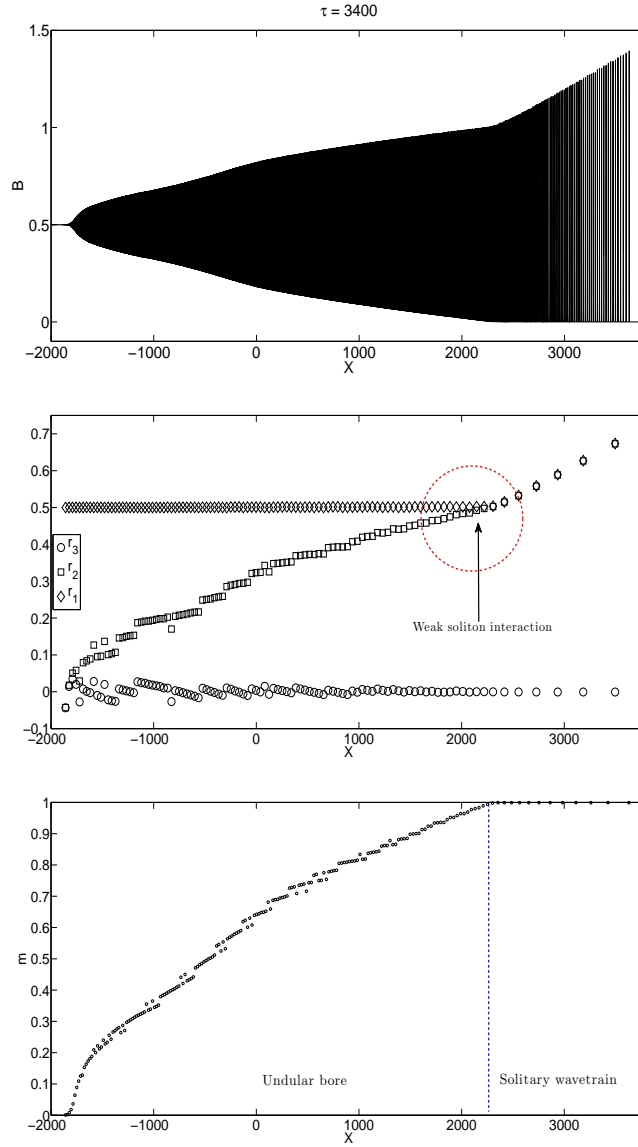 τ = 3400
1.5
1
0.5
0
B
−2000 −1000 0 1000 2000 3000
X
0.7
0.6
0.5
0.4
0.3
0.2
0.1
0
−0.1
r3
r2
r1
Weak soliton interaction
−2000 −1000 0 1000 2000 3000
X
1
0.9
0.8
0.7
0.6
0.5
0.4
0.3
0.2
0.1
0
m
Undular bore Solitary wavetrain
−2000 −1000 0 1000 2000 3000
X